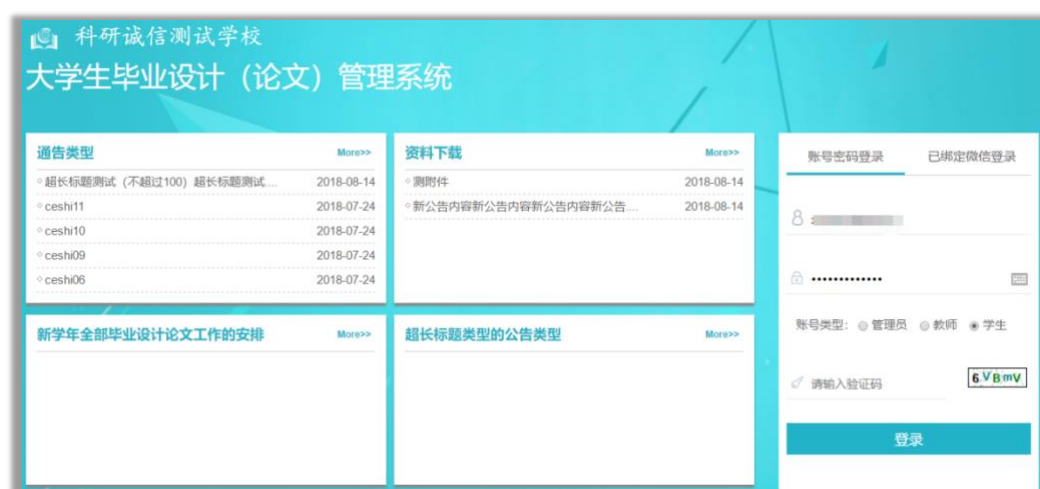 科研诚信测试学校
大学生毕业设计（论文）管理系统
通告类型 More>>
超长标题测试（不超过100）超长标题测试.... 2018-08-14
ceshi11 2018-07-24
ceshi10 2018-07-24
ceshi09 2018-07-24
ceshi06 2018-07-24
资料下载 More>>
测附件 2018-08-14
新公告内容新公告内容新公告内容新公告.... 2018-08-14
新学年全部毕业设计论文工作的安排 More>>
超长标题类型的公告类型 More>>
账号密码登录 已绑定微信登录
账号类型： 管理员 教师 学生
请输入验证码 6VBmV
登录